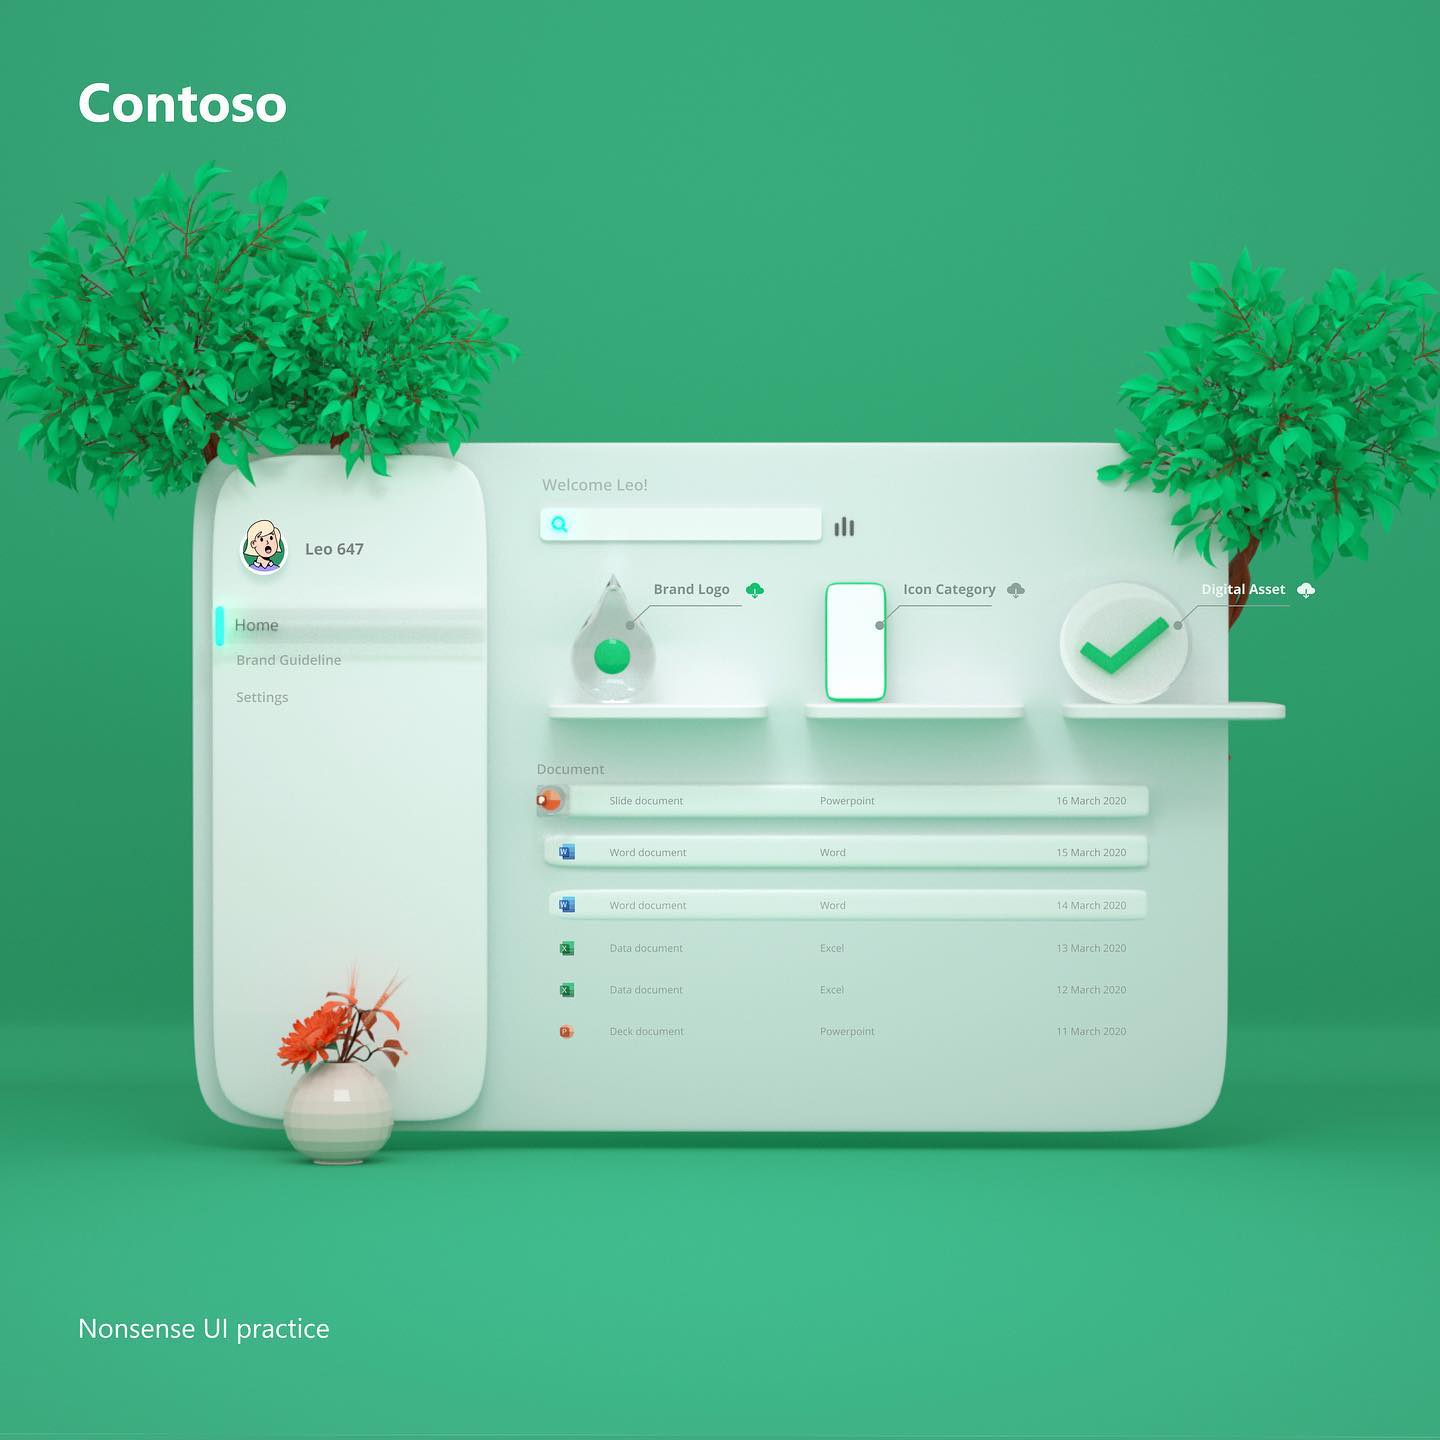 Contoso
Welcome Leo!
Leo 647
Home
Brand Guideline
Settings
Brand Logo
Icon Category
Digital Asset
Document
Slide document Powerpoint 16 March 2020
Word document Word 15 March 2020
Word document Word 14 March 2020
Data document Excel 13 March 2020
Data document Excel 12 March 2020
Deck document Powerpoint 11 March 2020
Nonsense UI practice